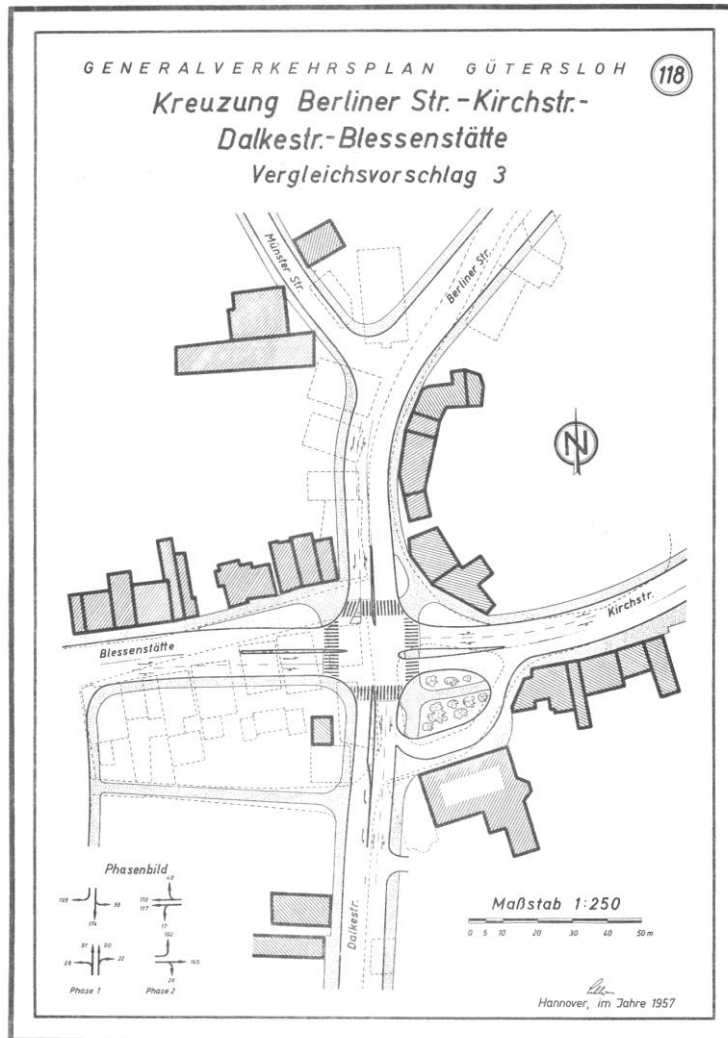 GENERALVERKEHRSPLAN GÜTERSLOH
118
Kreuzung Berliner Str.-Kirchstr.-
Dalkestr.-Blessenstätte
Vergleichsvorschlag 3
Münster Str.
Berliner Str.
N
Kirchstr.
Blessenstätte
Dalkestr.
Phasenbild
Phase 1
Phase 2
Maßstab 1:250
0 5 10 20 30 40 50 m
Hannover, im Jahre 1957